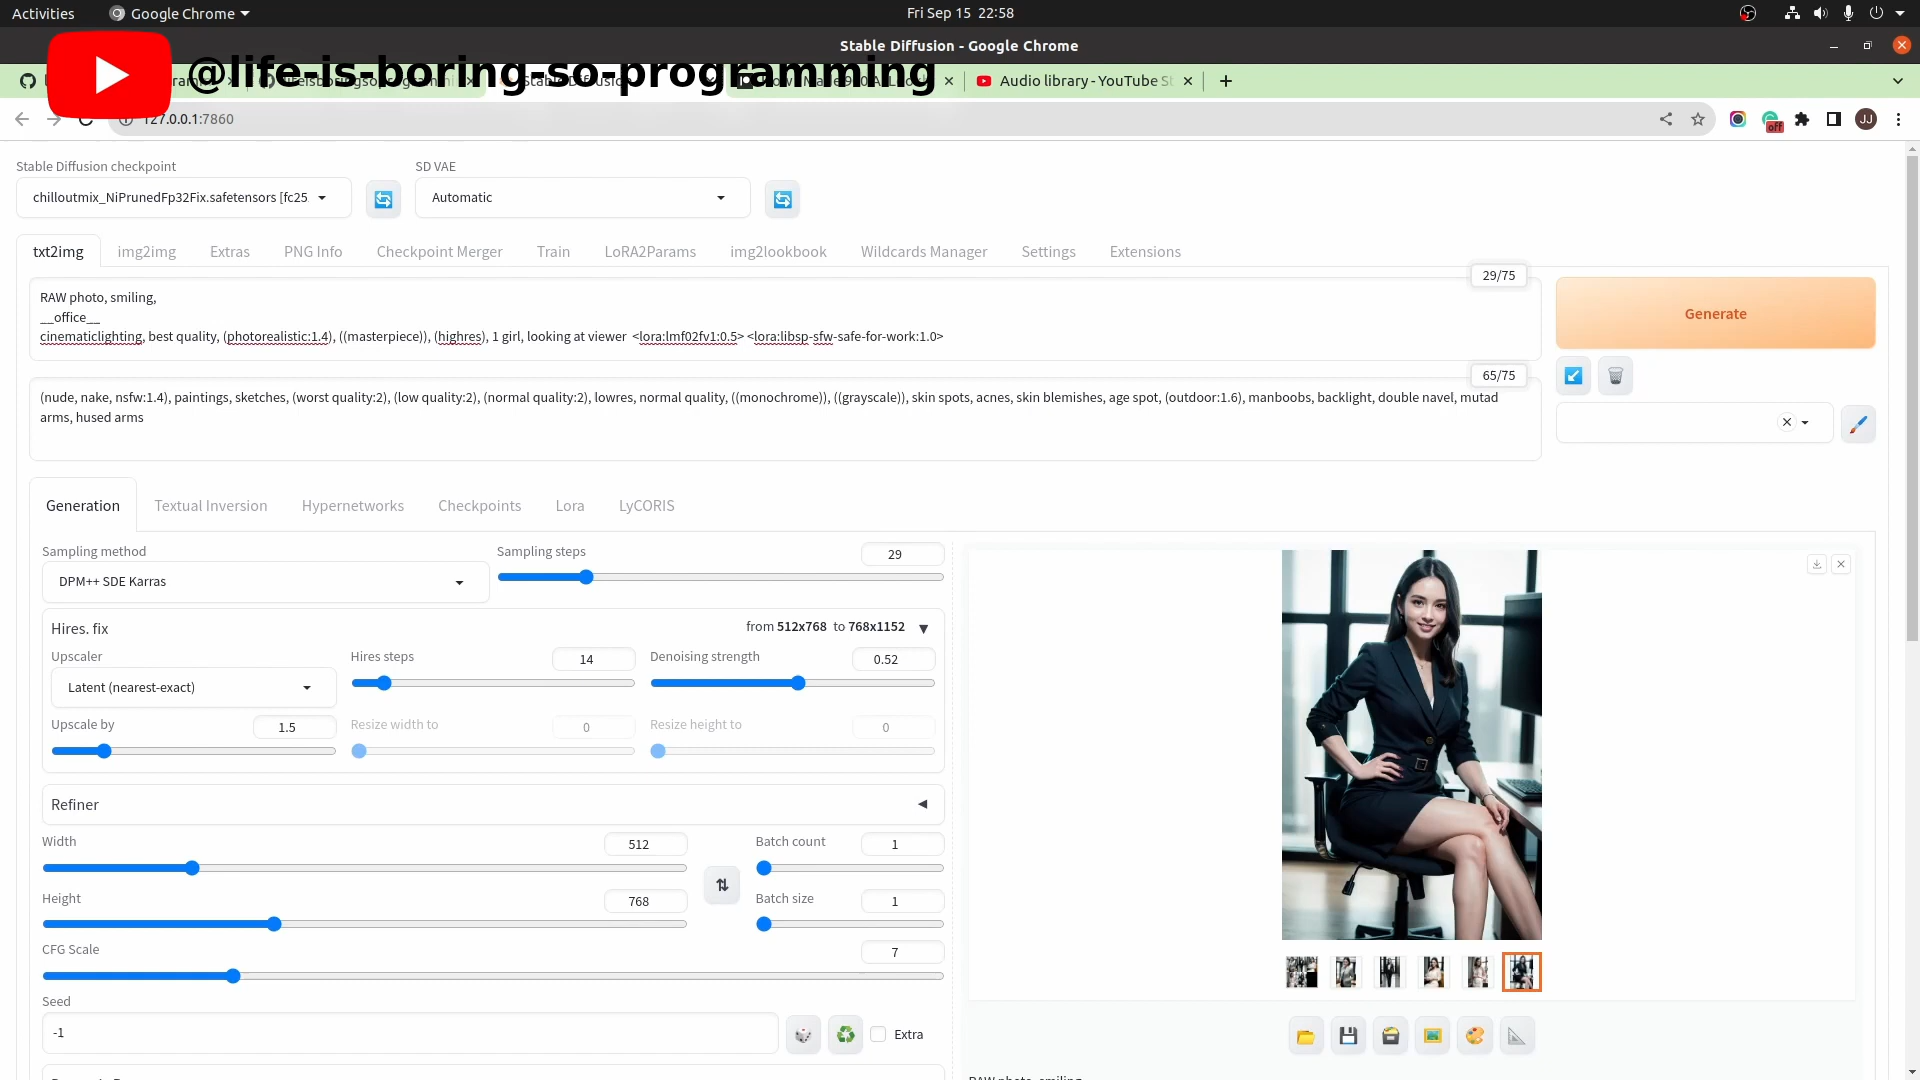 Activities
Google Chrome
Fri Sep 15 22:58
Stable Diffusion - Google Chrome
@life-is-boring-so-programming
Audio library - YouTube S
127.0.0.1:7860
off
JJ
Stable Diffusion checkpoint
SD VAE
chilloutmix_NiPrunedFp32Fix.safetensors [fc25
Automatic
txt2img
img2img
Extras
PNG Info
Checkpoint Merger
Train
LoRA2Params
img2lookbook
Wildcards Manager
Settings
Extensions
29/75
RAW photo, smiling,
__office__
cinematiclighting, best quality, (photorealistic:1.4), ((masterpiece)), (highres), 1 girl, looking at viewer <lora:lmf02fv1:0.5> <lora:libsp-sfw-safe-for-work:1.0>
Generate
65/75
(nude, nake, nsfw:1.4), paintings, sketches, (worst quality:2), (low quality:2), (normal quality:2), lowres, normal quality, ((monochrome)), ((grayscale)), skin spots, acnes, skin blemishes, age spot, (outdoor:1.6), manboobs, backlight, double navel, mutad
arms, hused arms
Generation
Textual Inversion
Hypernetworks
Checkpoints
Lora
LyCORIS
Sampling method
Sampling steps
29
DPM++ SDE Karras
Hires. fix
from 512x768 to 768x1152
Upscaler
Hires steps
14
Denoising strength
0.52
Latent (nearest-exact)
Upscale by
1.5
Resize width to
0
Resize height to
0
Refiner
Width
512
Batch count
1
Height
768
Batch size
1
CFG Scale
7
Seed
-1
Extra
RAW photo, smiling